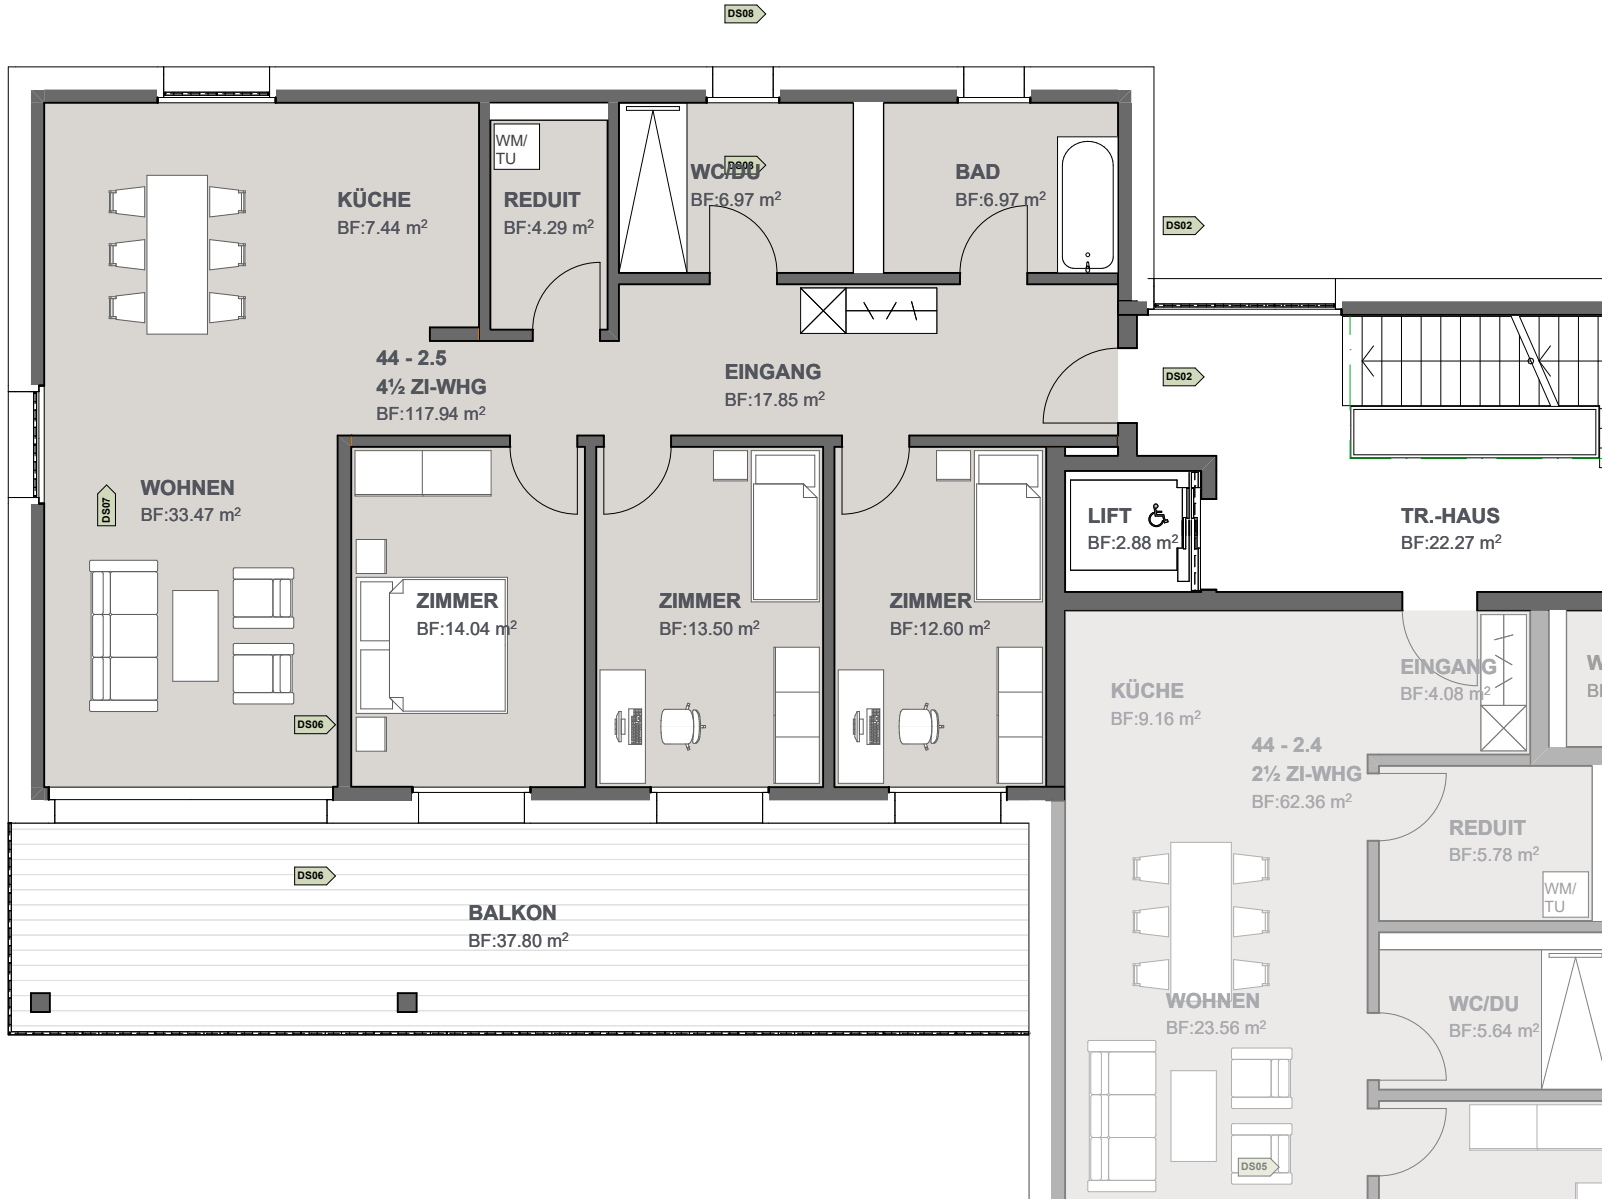 DS08
WM/
TU
KÜCHE
BF:7.44 m²
REDUIT
BF:4.29 m²
DS08
WC/DU
BF:6.97 m²
BAD
BF:6.97 m²
DS02
44 - 2.5
4½ ZI-WHG
BF:117.94 m²
EINGANG
BF:17.85 m²
DS02
WOHNEN
BF:33.47 m²
DS07
LIFT
BF:2.88 m²
TR.-HAUS
BF:22.27 m²
ZIMMER
BF:14.04 m²
ZIMMER
BF:13.50 m²
ZIMMER
BF:12.60 m²
DS06
KÜCHE
BF:9.16 m²
EINGANG
BF:4.08 m²
W
B
44 - 2.4
2½ ZI-WHG
BF:62.36 m²
REDUIT
BF:5.78 m²
WM/
TU
DS06
BALKON
BF:37.80 m²
WOHNEN
BF:23.56 m²
WC/DU
BF:5.64 m²
DS05